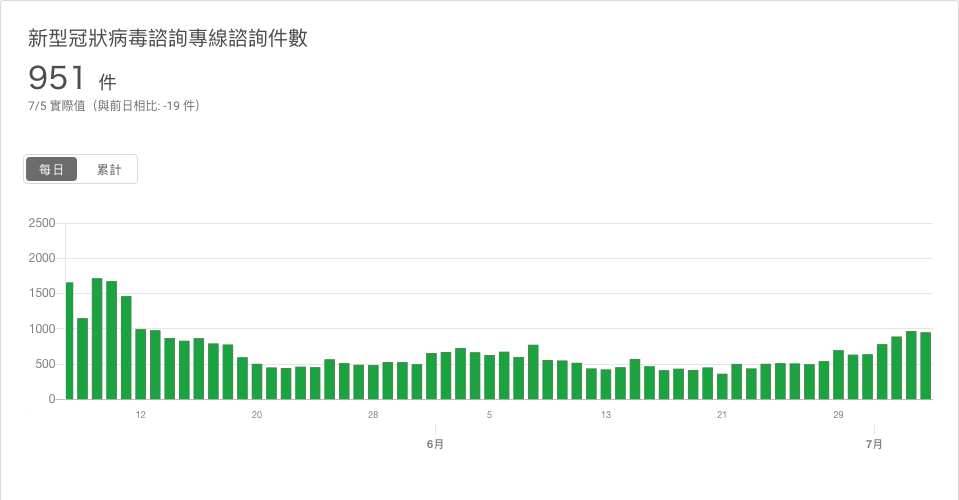 新型冠狀病毒諮詢專線諮詢件數
951 件
7/5 實際值（與前日相比: -19 件）
每日 累計
2500
2000
1500
1000
500
0
12 20 28 5 13 21 29
6月 7月